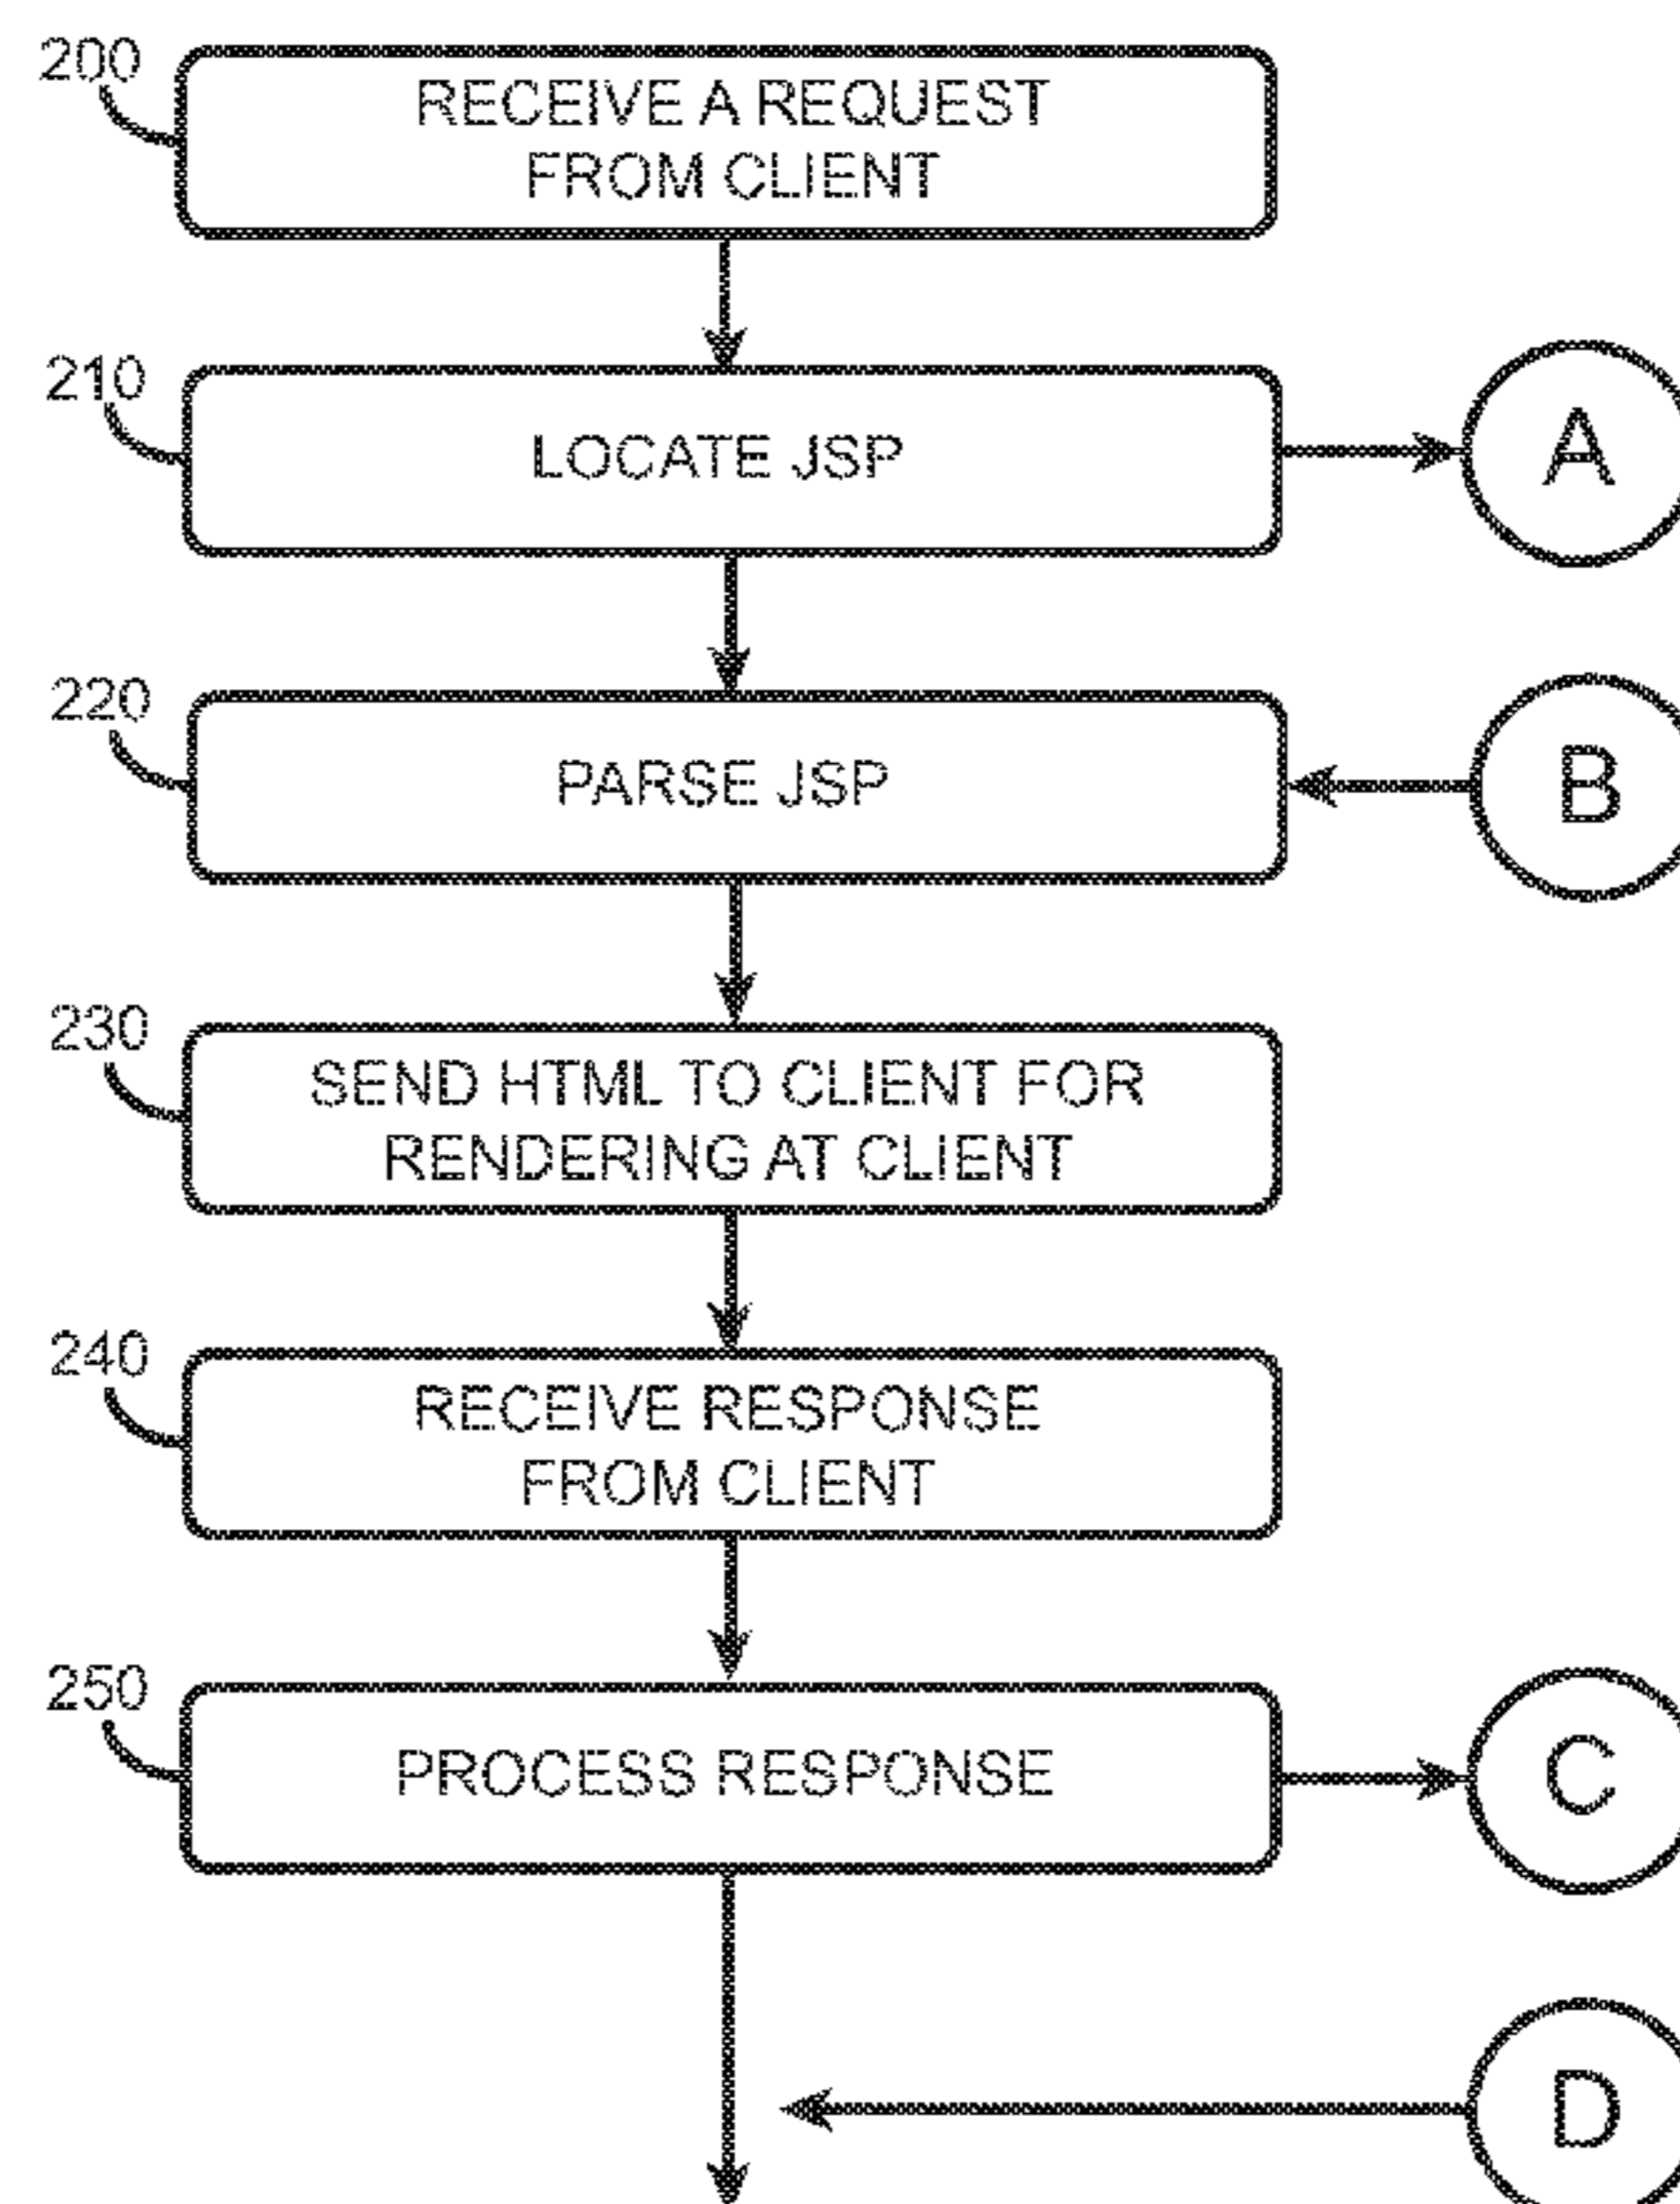 200
RECEIVE A REQUEST
FROM CLIENT
210
LOCATE JSP
A
220
PARSE JSP
B
230
SEND HTML TO CLIENT FOR
RENDERING AT CLIENT
240
RECEIVE RESPONSE
FROM CLIENT
250
PROCESS RESPONSE
C
D